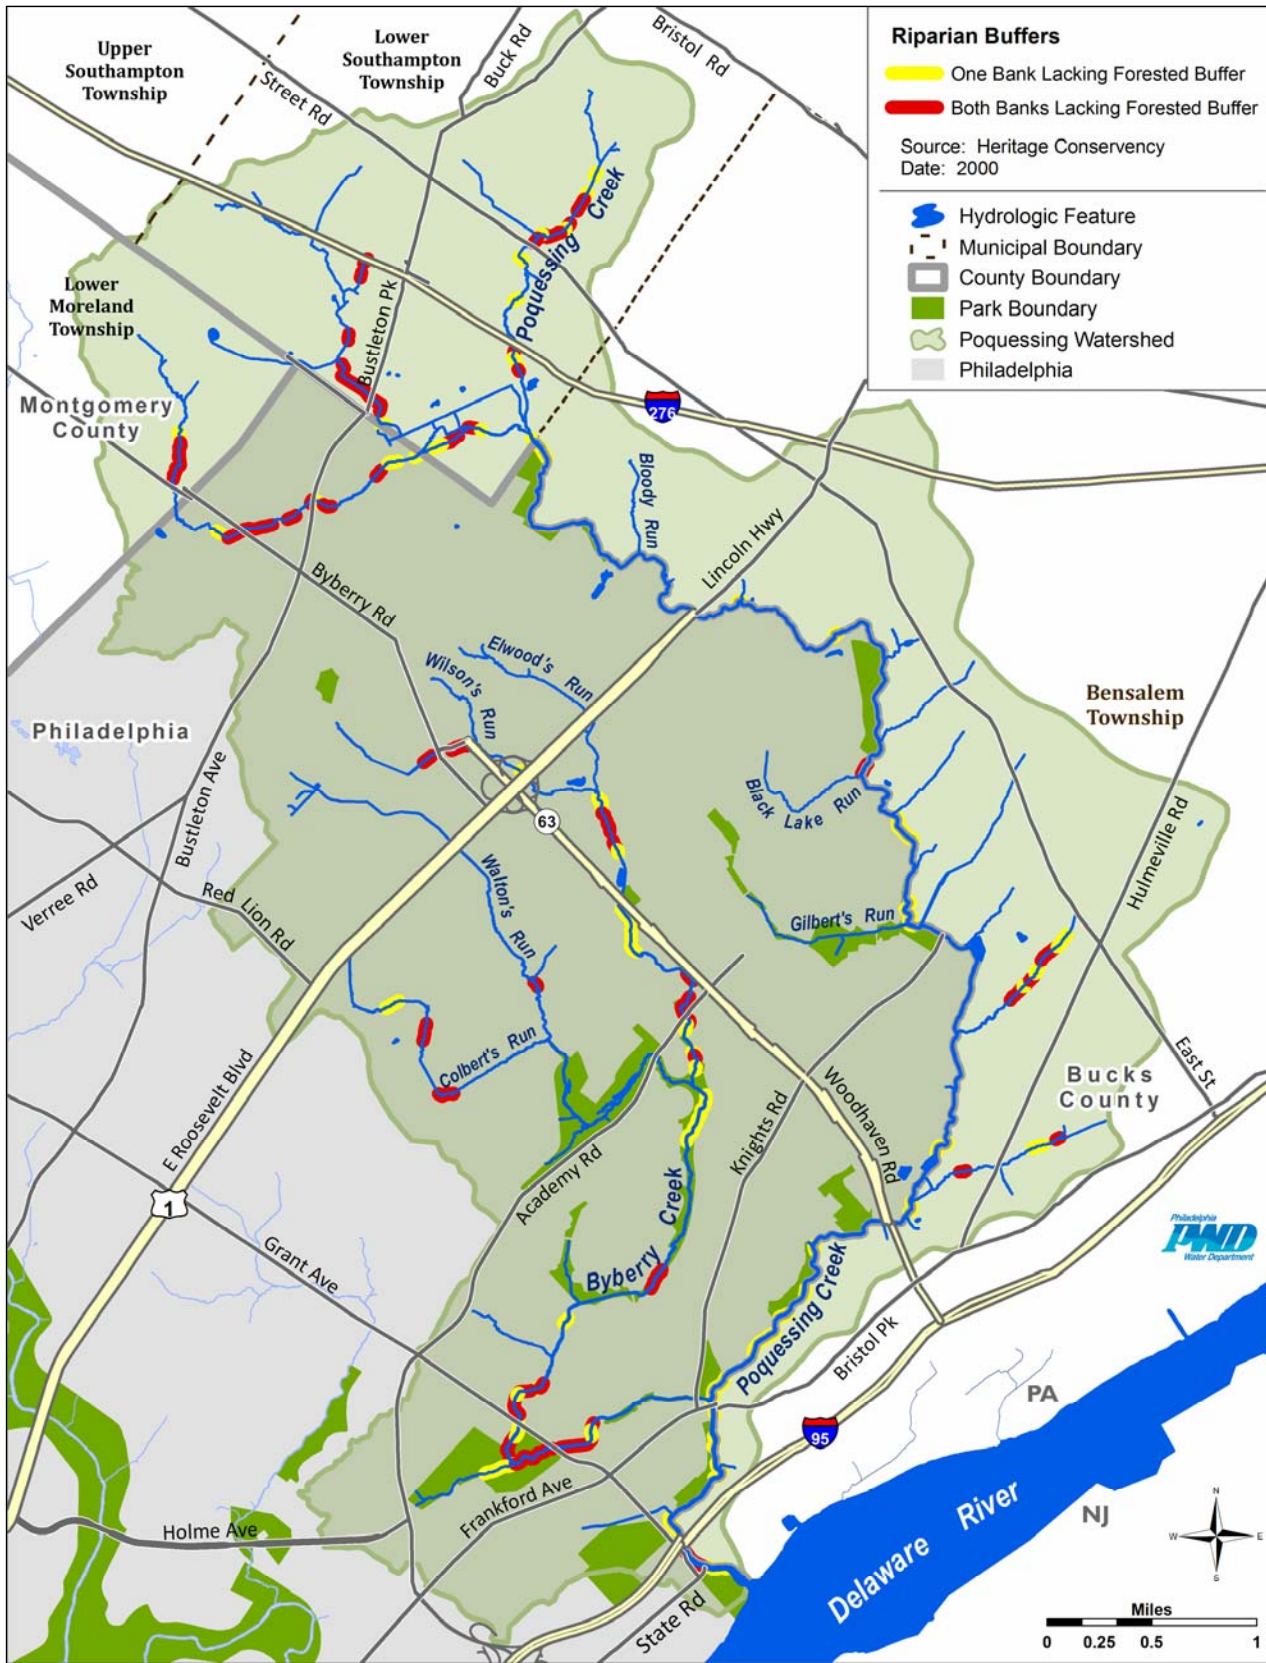 Upper
Southampton
Township
Lower
Southampton
Township
Buck Rd
Bristol Rd
Street Rd
Riparian Buffers
One Bank Lacking Forested Buffer
Both Banks Lacking Forested Buffer
Source: Heritage Conservency
Date: 2000
Hydrologic Feature
Municipal Boundary
County Boundary
Park Boundary
Poquessing Watershed
Philadelphia
Poquessing Creek
Lower
Moreland
Township
Bustleton Pk
Montgomery
County
276
Bloody Run
Lincoln Hwy
Byberry Rd
Elwood's Run
Wilson's Run
Bensalem
Township
Philadelphia
Bustleton Ave
Black Lake Run
63
Hulmeville Rd
Verree Rd
Red Lion Rd
Walton's Run
Gilbert's Run
Colbert's Run
East St
Bucks
County
E Roosevelt Blvd
Woodhaven Rd
Knights Rd
Academy Rd
1
Byberry Creek
Grant Ave
Philadelphia
PWD
Water Department
Poquessing Creek
Bristol Pk
PA
95
NJ
Delaware River
Frankford Ave
Holme Ave
State Rd
N
W
E
S
Miles
0 0.25 0.5 1